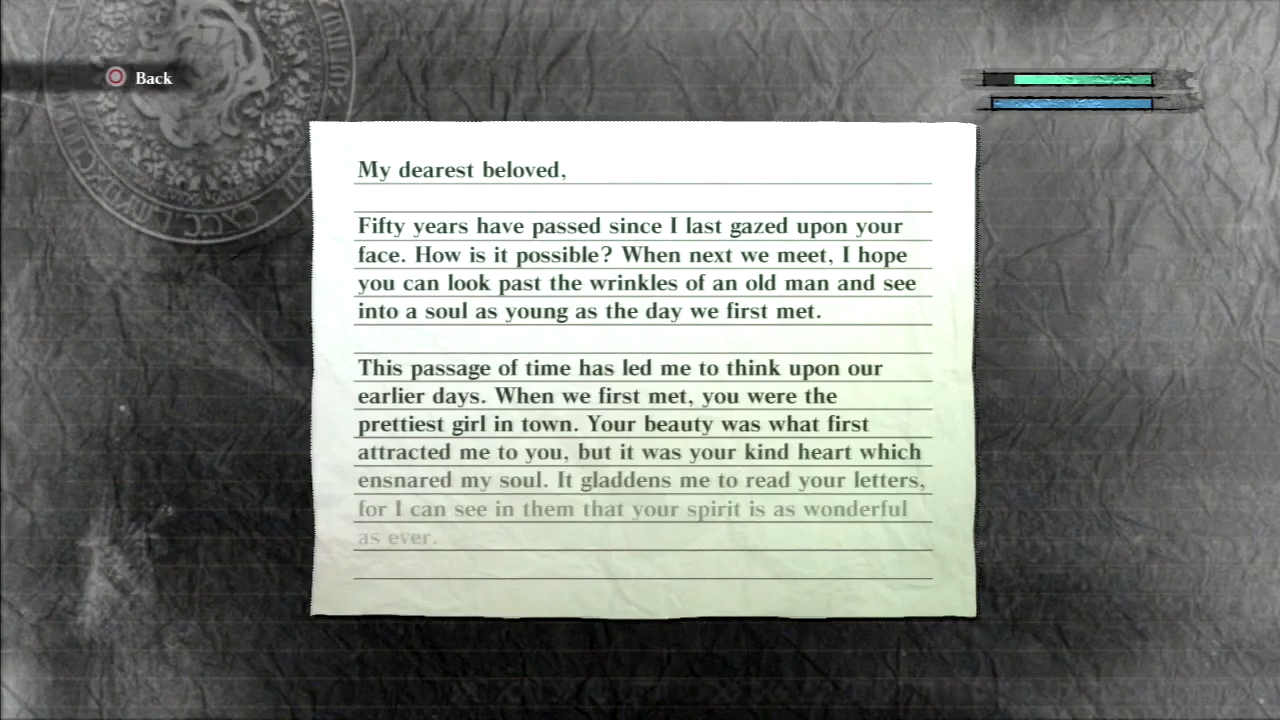 Back
My dearest beloved,
Fifty years have passed since I last gazed upon your
face. How is it possible? When next we meet, I hope
you can look past the wrinkles of an old man and see
into a soul as young as the day we first met.
This passage of time has led me to think upon our
earlier days. When we first met, you were the
prettiest girl in town. Your beauty was what first
attracted me to you, but it was your kind heart which
ensnared my soul. It gladdens me to read your letters,
for I can see in them that your spirit is as wonderful
as ever.